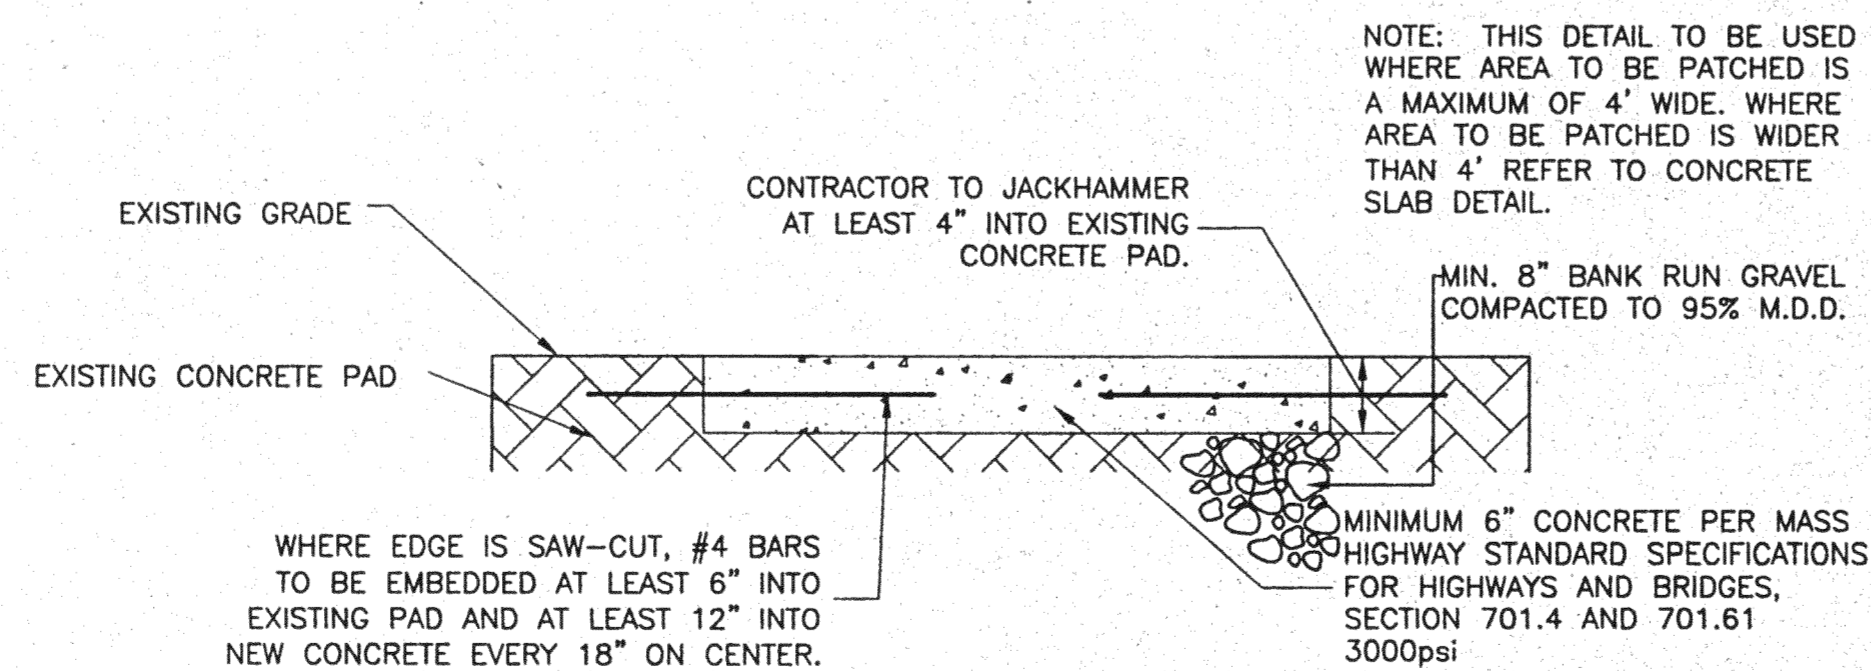 NOTE: THIS DETAIL TO BE USED
WHERE AREA TO BE PATCHED IS
A MAXIMUM OF 4' WIDE. WHERE
AREA TO BE PATCHED IS WIDER
THAN 4' REFER TO CONCRETE
SLAB DETAIL.
CONTRACTOR TO JACKHAMMER
AT LEAST 4" INTO EXISTING
CONCRETE PAD.
EXISTING GRADE
MIN. 8" BANK RUN GRAVEL
COMPACTED TO 95% M.D.D.
EXISTING CONCRETE PAD
WHERE EDGE IS SAW-CUT, #4 BARS
TO BE EMBEDDED AT LEAST 6" INTO
EXISTING PAD AND AT LEAST 12" INTO
NEW CONCRETE EVERY 18" ON CENTER.
MINIMUM 6" CONCRETE PER MASS
HIGHWAY STANDARD SPECIFICATIONS
FOR HIGHWAYS AND BRIDGES,
SECTION 701.4 AND 701.61
3000psi